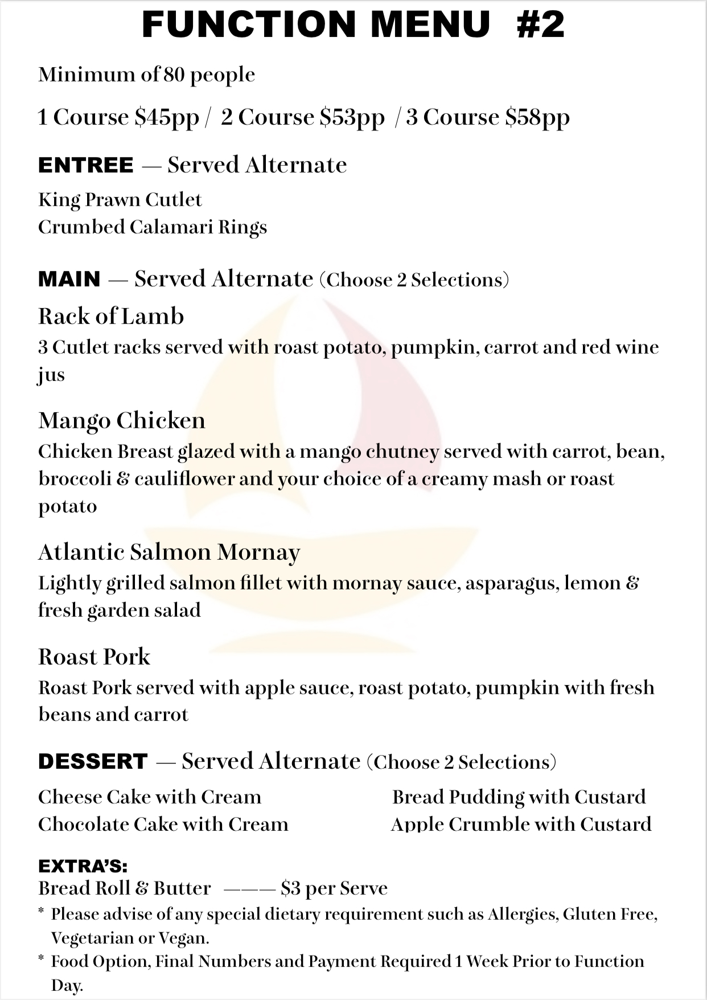 FUNCTION MENU #2
Minimum of 80 people
1 Course $45pp / 2 Course $53pp / 3 Course $58pp
ENTREE — Served Alternate
King Prawn Cutlet
Crumbed Calamari Rings
MAIN — Served Alternate (Choose 2 Selections)
Rack of Lamb
3 Cutlet racks served with roast potato, pumpkin, carrot and red wine
jus
Mango Chicken
Chicken Breast glazed with a mango chutney served with carrot, bean,
broccoli & cauliflower and your choice of a creamy mash or roast
potato
Atlantic Salmon Mornay
Lightly grilled salmon fillet with mornay sauce, asparagus, lemon &
fresh garden salad
Roast Pork
Roast Pork served with apple sauce, roast potato, pumpkin with fresh
beans and carrot
DESSERT — Served Alternate (Choose 2 Selections)
Cheese Cake with Cream Bread Pudding with Custard
Chocolate Cake with Cream Apple Crumble with Custard
EXTRA’S:
Bread Roll & Butter ——— $3 per Serve
* Please advise of any special dietary requirement such as Allergies, Gluten Free,
Vegetarian or Vegan.
* Food Option, Final Numbers and Payment Required 1 Week Prior to Function
Day.